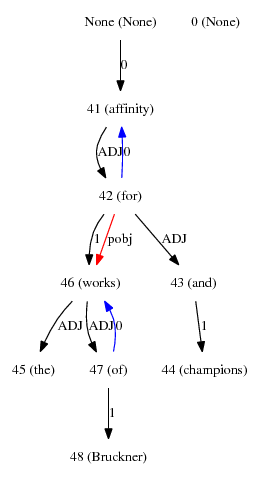 None (None) 0 (None)
0
41 (affinity)
ADJ 0
42 (for)
1 pobj ADJ
46 (works) 43 (and)
ADJ ADJ 0 1
45 (the) 47 (of) 44 (champions)
1
48 (Bruckner)